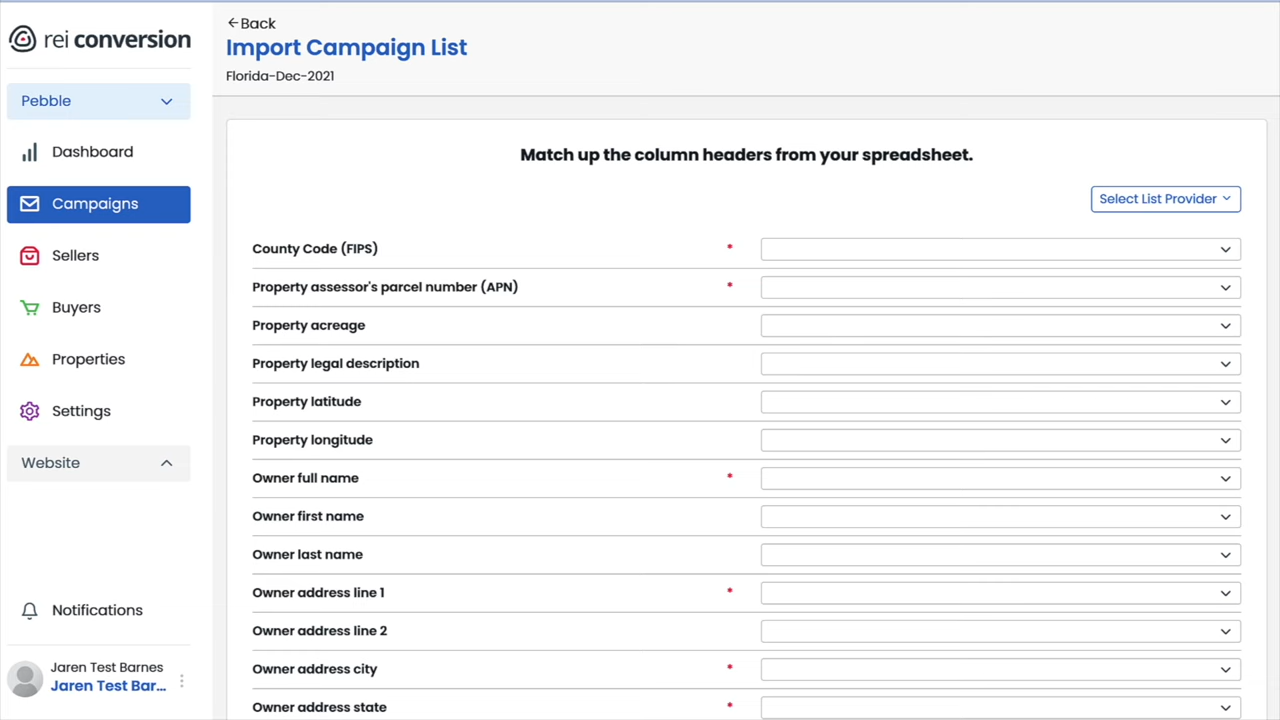 rei conversion
Pebble
Dashboard
Campaigns
Sellers
Buyers
Properties
Settings
Website
Notifications
Jaren Test Barnes
Jaren Test Bar...
←Back
Import Campaign List
Florida-Dec-2021
Match up the column headers from your spreadsheet.
Select List Provider
County Code (FIPS) *
Property assessor's parcel number (APN) *
Property acreage
Property legal description
Property latitude
Property longitude
Owner full name *
Owner first name
Owner last name
Owner address line 1 *
Owner address line 2
Owner address city *
Owner address state *